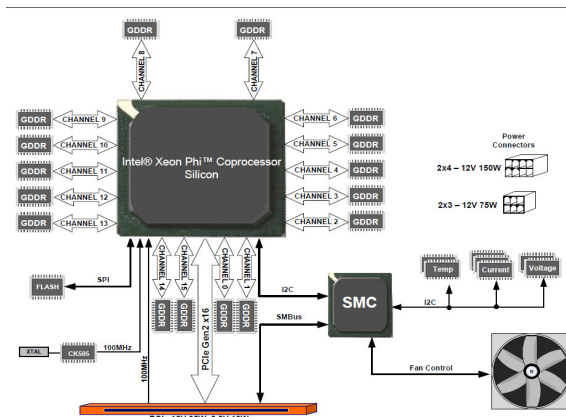 GDDR
GDDR
CHANNEL 8
CHANNEL 7
GDDR
CHANNEL 9
CHANNEL 6
GDDR
GDDR
CHANNEL 10
CHANNEL 5
GDDR
GDDR
CHANNEL 11
CHANNEL 4
GDDR
GDDR
CHANNEL 12
CHANNEL 3
GDDR
GDDR
CHANNEL 13
CHANNEL 2
GDDR
Intel® Xeon Phi™ Coprocessor
Silicon
Power
Connectors
2x4 – 12V 150W
2x3 – 12V 75W
CHANNEL 14
CHANNEL 15
CHANNEL 0
CHANNEL 1
GDDR
GDDR
GDDR
GDDR
PCIe Gen2 x16
FLASH
SPI
I2C
SMC
SMBus
I2C
Temp
Current
Voltage
XTAL
CK505
100MHz
100MHz
Fan Control